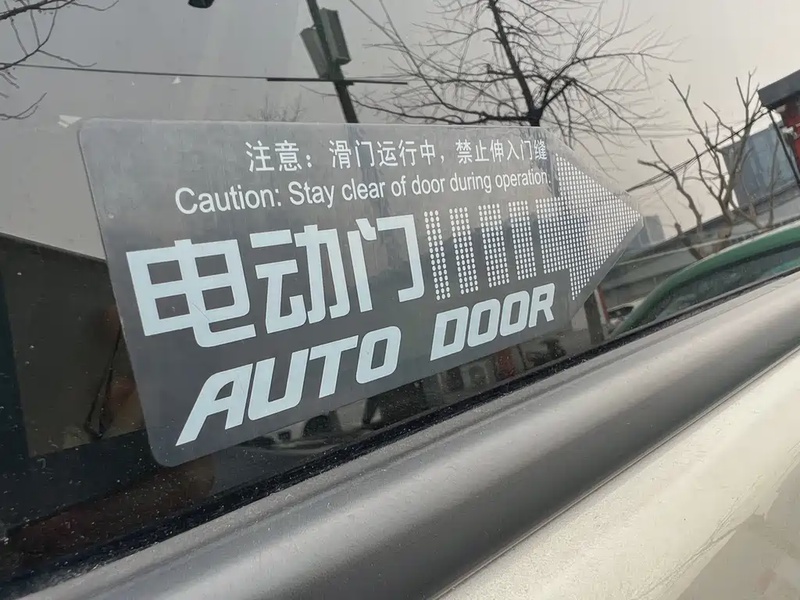 注意：滑门运行中，禁止伸入门缝
Caution: Stay clear of door during operation
电动门
AUTO DOOR